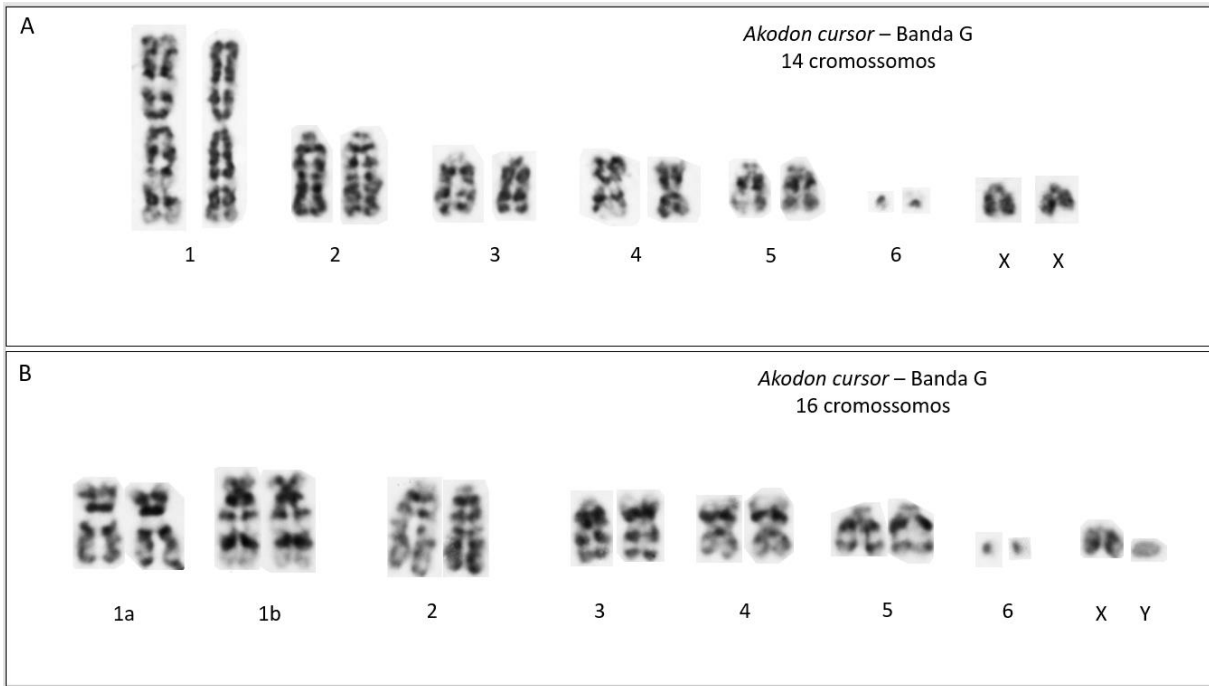 A
Akodon cursor – Banda G
14 cromossomos
1 2 3 4 5 6 X X
B
Akodon cursor – Banda G
16 cromossomos
1a 1b 2 3 4 5 6 X Y